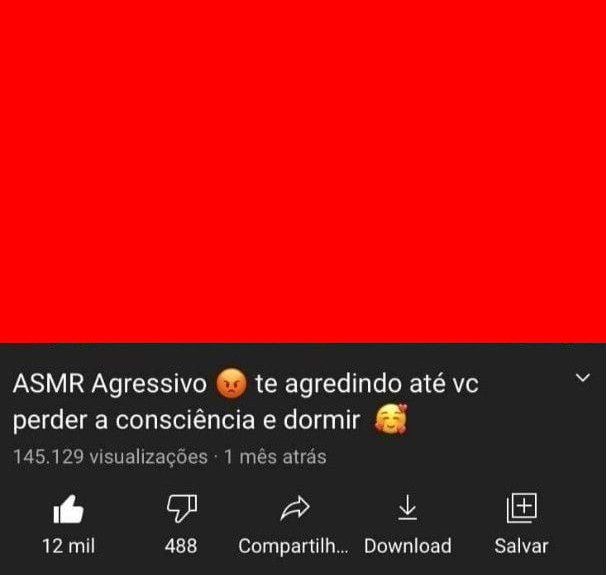 ASMR Agressivo 😡 te agredindo até vc
perder a consciência e dormir 🥰
145.129 visualizações · 1 mês atrás
12 mil 488 Compartilh... Download Salvar